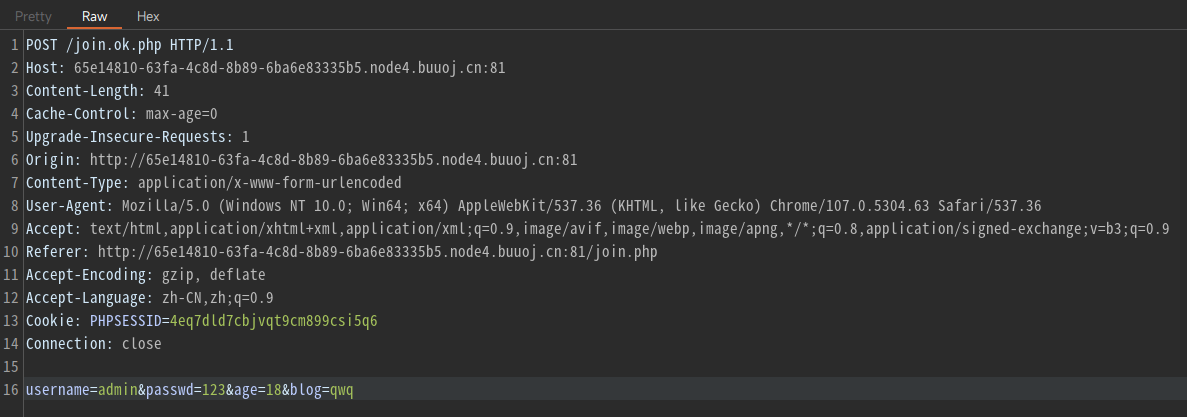 Pretty Raw Hex
1 POST /join.ok.php HTTP/1.1
2 Host: 65e14810-63fa-4c8d-8b89-6ba6e83335b5.node4.buuoj.cn:81
3 Content-Length: 41
4 Cache-Control: max-age=0
5 Upgrade-Insecure-Requests: 1
6 Origin: http://65e14810-63fa-4c8d-8b89-6ba6e83335b5.node4.buuoj.cn:81
7 Content-Type: application/x-www-form-urlencoded
8 User-Agent: Mozilla/5.0 (Windows NT 10.0; Win64; x64) AppleWebKit/537.36 (KHTML, like Gecko) Chrome/107.0.5304.63 Safari/537.36
9 Accept: text/html,application/xhtml+xml,application/xml;q=0.9,image/avif,image/webp,image/apng,*/*;q=0.8,application/signed-exchange;v=b3;q=0.9
10 Referer: http://65e14810-63fa-4c8d-8b89-6ba6e83335b5.node4.buuoj.cn:81/join.php
11 Accept-Encoding: gzip, deflate
12 Accept-Language: zh-CN,zh;q=0.9
13 Cookie: PHPSESSID=4eq7dld7cbjvqt9cm899csi5q6
14 Connection: close
15
16 username=admin&passwd=123&age=18&blog=qwq